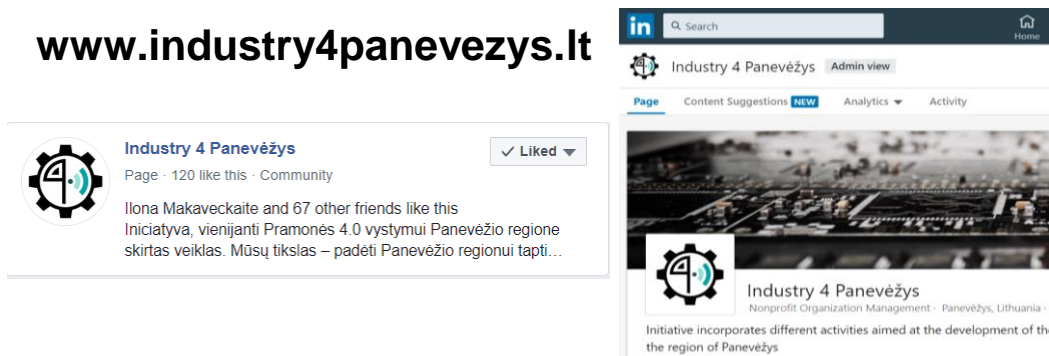 www.industry4panevezys.lt
Industry 4 Panevėžys
Page · 120 like this · Community
Liked
Ilona Makaveckaite and 67 other friends like this
Iniciatyva, vienijanti Pramonės 4.0 vystymui Panevėžio regione
skirtas veiklas. Mūsų tikslas – padėti Panevėžio regionui tapti…
in Search
Home
Industry 4 Panevėžys Admin view
Page Content Suggestions NEW Analytics Activity
Industry 4 Panevėžys
Nonprofit Organization Management · Panevėžys, Lithuania ·
Initiative incorporates different activities aimed at the development of
the region of Panevėžys